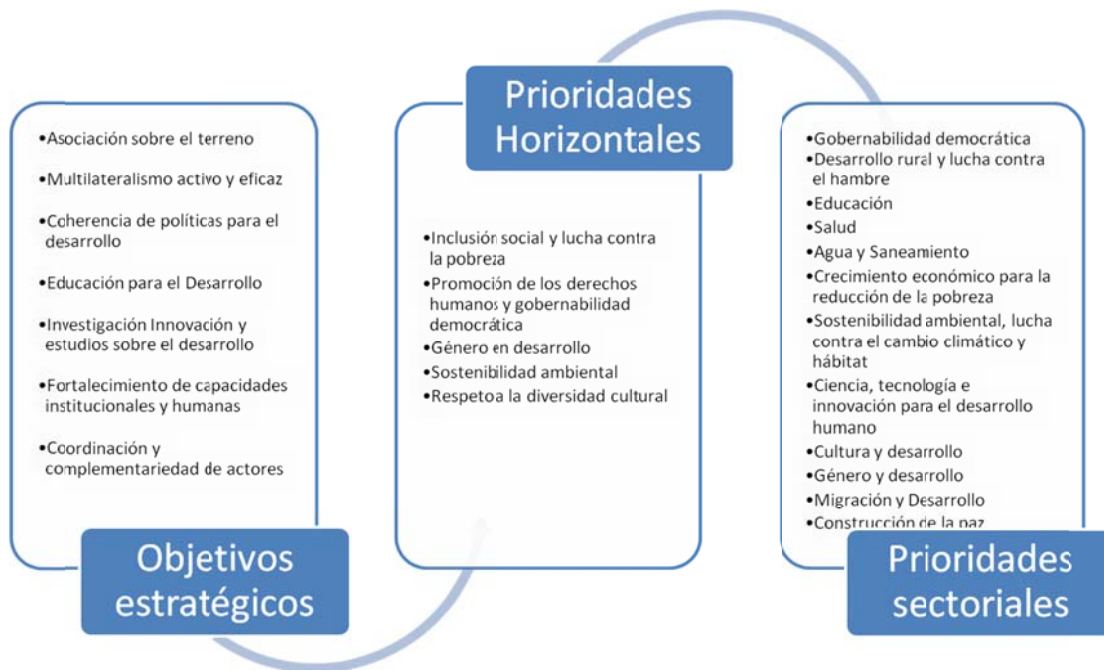 •Asociación sobre el terreno
•Multilateralismo activo y eficaz
•Coherencia de políticas para el
desarrollo
•Educación para el Desarrollo
•Investigación Innovación y
estudios sobre el desarrollo
•Fortalecimiento de capacidades
institucionales y humanas
•Coordinación y
complementariedad de actores
Objetivos
estratégicos
Prioridades
Horizontales
•Inclusión social y lucha contra
la pobreza
•Promoción de los derechos
humanos y gobernabilidad
democrática
•Género en desarrollo
•Sostenibilidad ambiental
•Respetoa la diversidad cultural
•Gobernabilidad democrática
•Desarrollo rural y lucha contra
el hambre
•Educación
•Salud
•Agua y Saneamiento
•Crecimiento económico para la
reducción de la pobreza
•Sostenibilidad ambiental, lucha
contra el cambio climático y
hábitat
•Ciencia, tecnología e
innovación para el desarrollo
humano
•Cultura y desarrollo
•Género y desarrollo
•Migración y Desarrollo
•Construcción de la paz
Prioridades
sectoriales